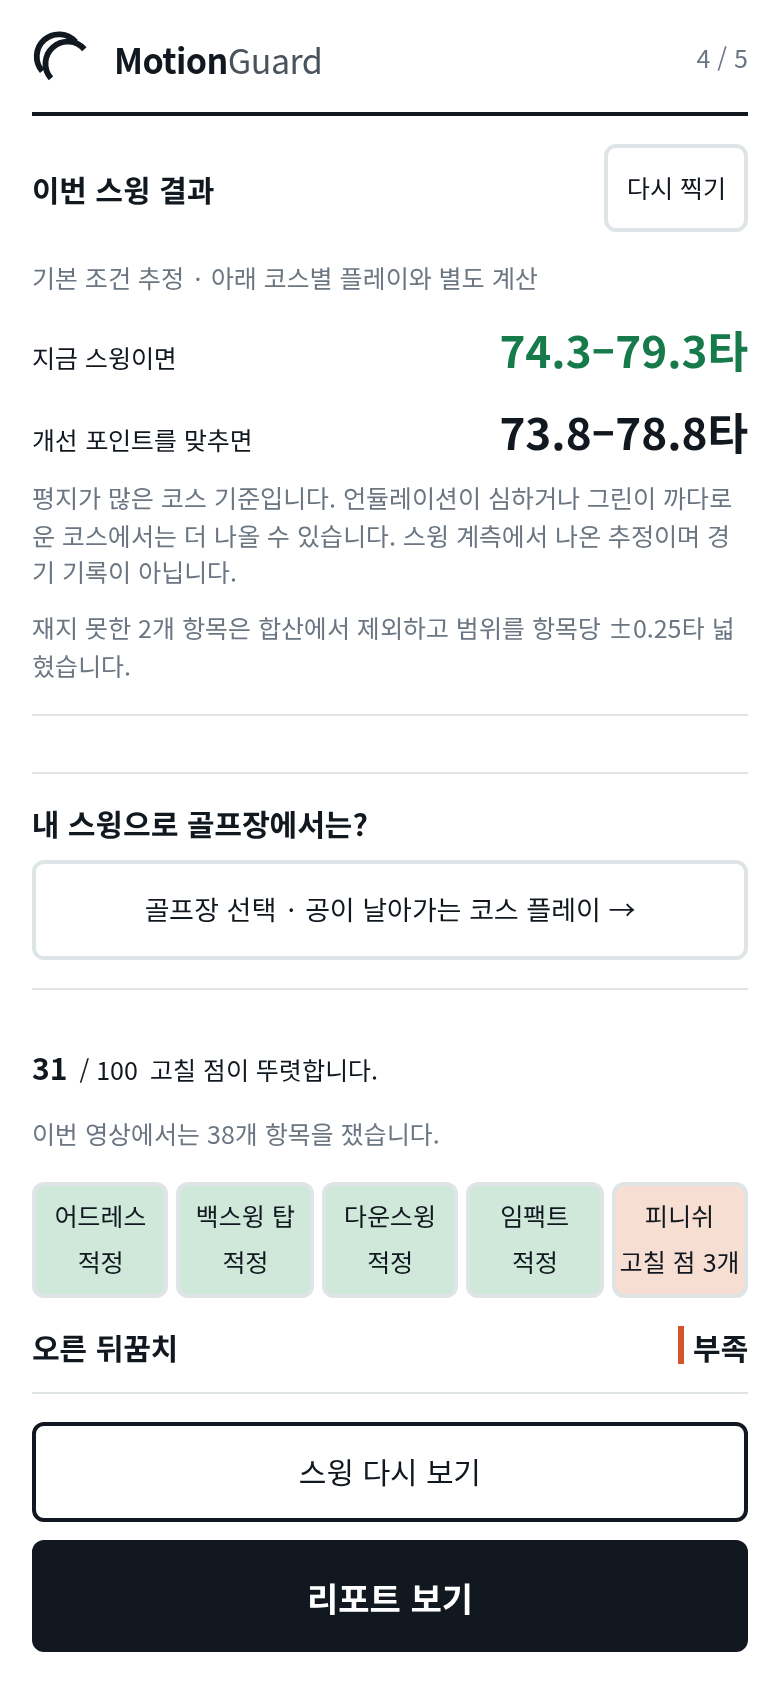 MotionGuard
4 / 5
이번 스윙 결과
다시 찍기
기본 조건 추정 · 아래 코스별 플레이와 별도 계산
지금 스윙이면
74.3–79.3타
개선 포인트를 맞추면
73.8–78.8타
평지가 많은 코스 기준입니다. 언듈레이션이 심하거나 그린이 까다로
운 코스에서는 더 나올 수 있습니다. 스윙 계측에서 나온 추정이며 경
기 기록이 아닙니다.
재지 못한 2개 항목은 합산에서 제외하고 범위를 항목당 ±0.25타 넓
혔습니다.
내 스윙으로 골프장에서는?
골프장 선택 · 공이 날아가는 코스 플레이 →
31 / 100 고칠 점이 뚜렷합니다.
이번 영상에서는 38개 항목을 쟀습니다.
어드레스
적정
백스윙 탑
적정
다운스윙
적정
임팩트
적정
피니쉬
고칠 점 3개
오른 뒤꿈치
부족
스윙 다시 보기
리포트 보기